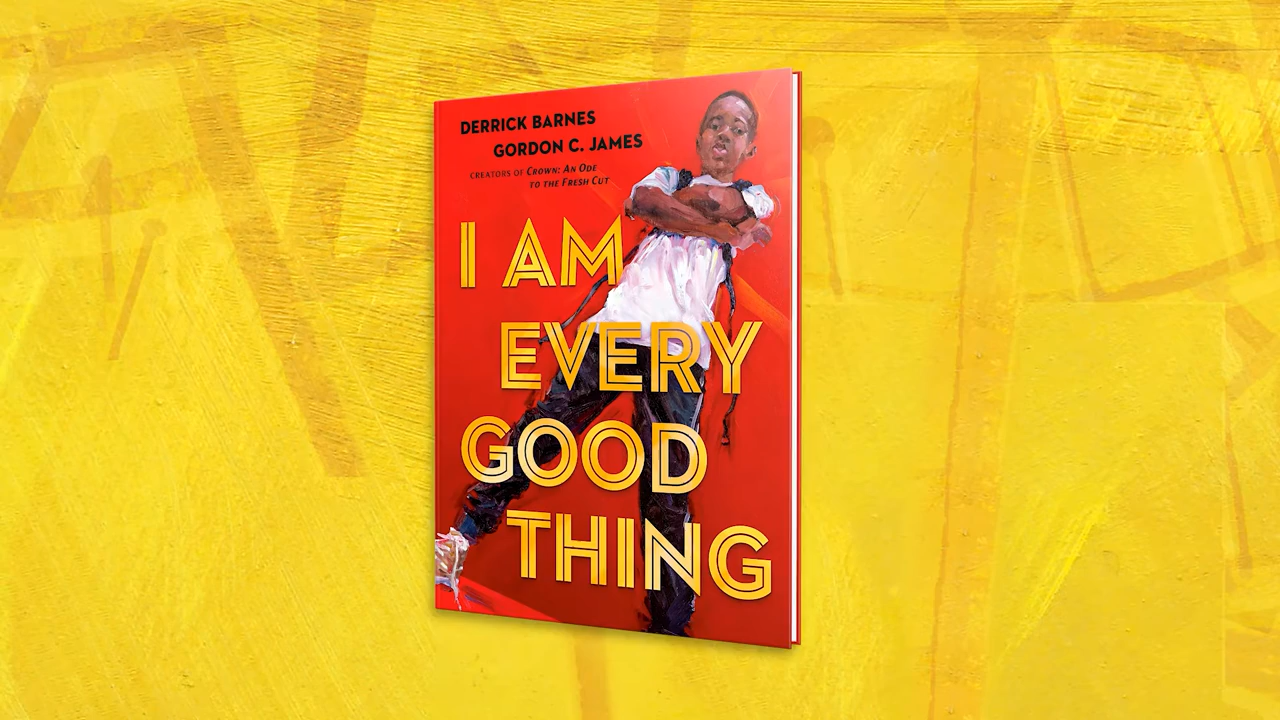 DERRICK BARNES
GORDON C. JAMES
CREATORS OF CROWN: AN ODE
TO THE FRESH CUT
I AM
EVERY
GOOD
THING